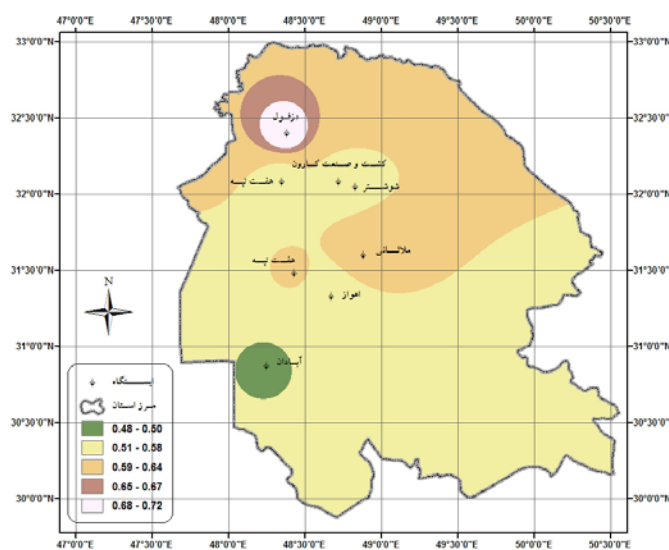 47°0'0"E 47°30'0"E 48°0'0"E 48°30'0"E 49°0'0"E 49°30'0"E 50°0'0"E 50°30'0"E
33°0'0"N 33°0'0"N
32°30'0"N 32°30'0"N
دزفول
کشت و صنعت کارون
هفت تپه
شوشتر
32°0'0"N 32°0'0"N
ملاثانی
هفت تپه
31°30'0"N 31°30'0"N
اهواز
N
31°0'0"N 31°0'0"N
آبادان
ایستگاه
مرز استان
30°30'0"N 30°30'0"N
0.48 - 0.50
0.51 - 0.58
0.59 - 0.64
30°0'0"N 30°0'0"N
0.65 - 0.67
0.68 - 0.72
47°0'0"E 47°30'0"E 48°0'0"E 48°30'0"E 49°0'0"E 49°30'0"E 50°0'0"E 50°30'0"E